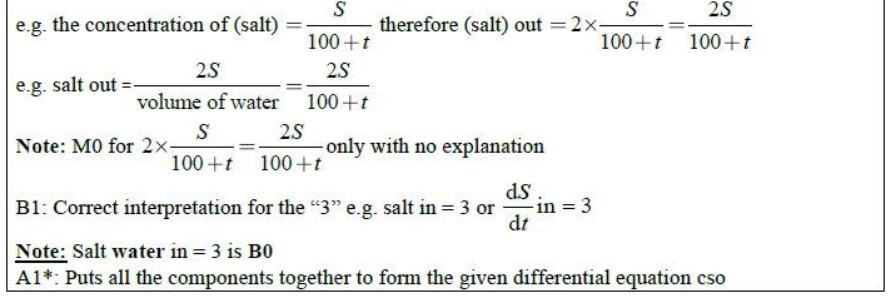 e.g. the concentration of (salt) = S/(100+t) therefore (salt) out = 2× S/(100+t) = 2S/(100+t)
e.g. salt out = 2S/(volume of water) = 2S/(100+t)
Note: M0 for 2× S/(100+t) = 2S/(100+t) only with no explanation
B1: Correct interpretation for the “3” e.g. salt in = 3 or dS/dt in = 3
Note: Salt water in = 3 is B0
A1*: Puts all the components together to form the given differential equation cso